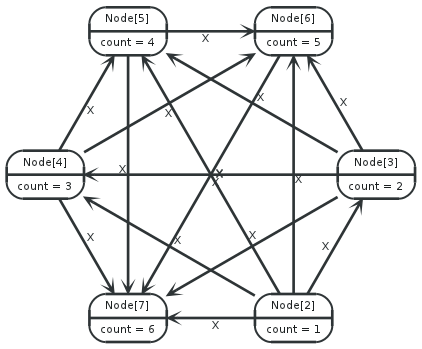 Node[5]
count = 4
Node[6]
count = 5
X
X
X
X
X
Node[4]
count = 3
X
X
X
X
Node[3]
count = 2
X
X
X
X
X
Node[7]
count = 6
X
Node[2]
count = 1